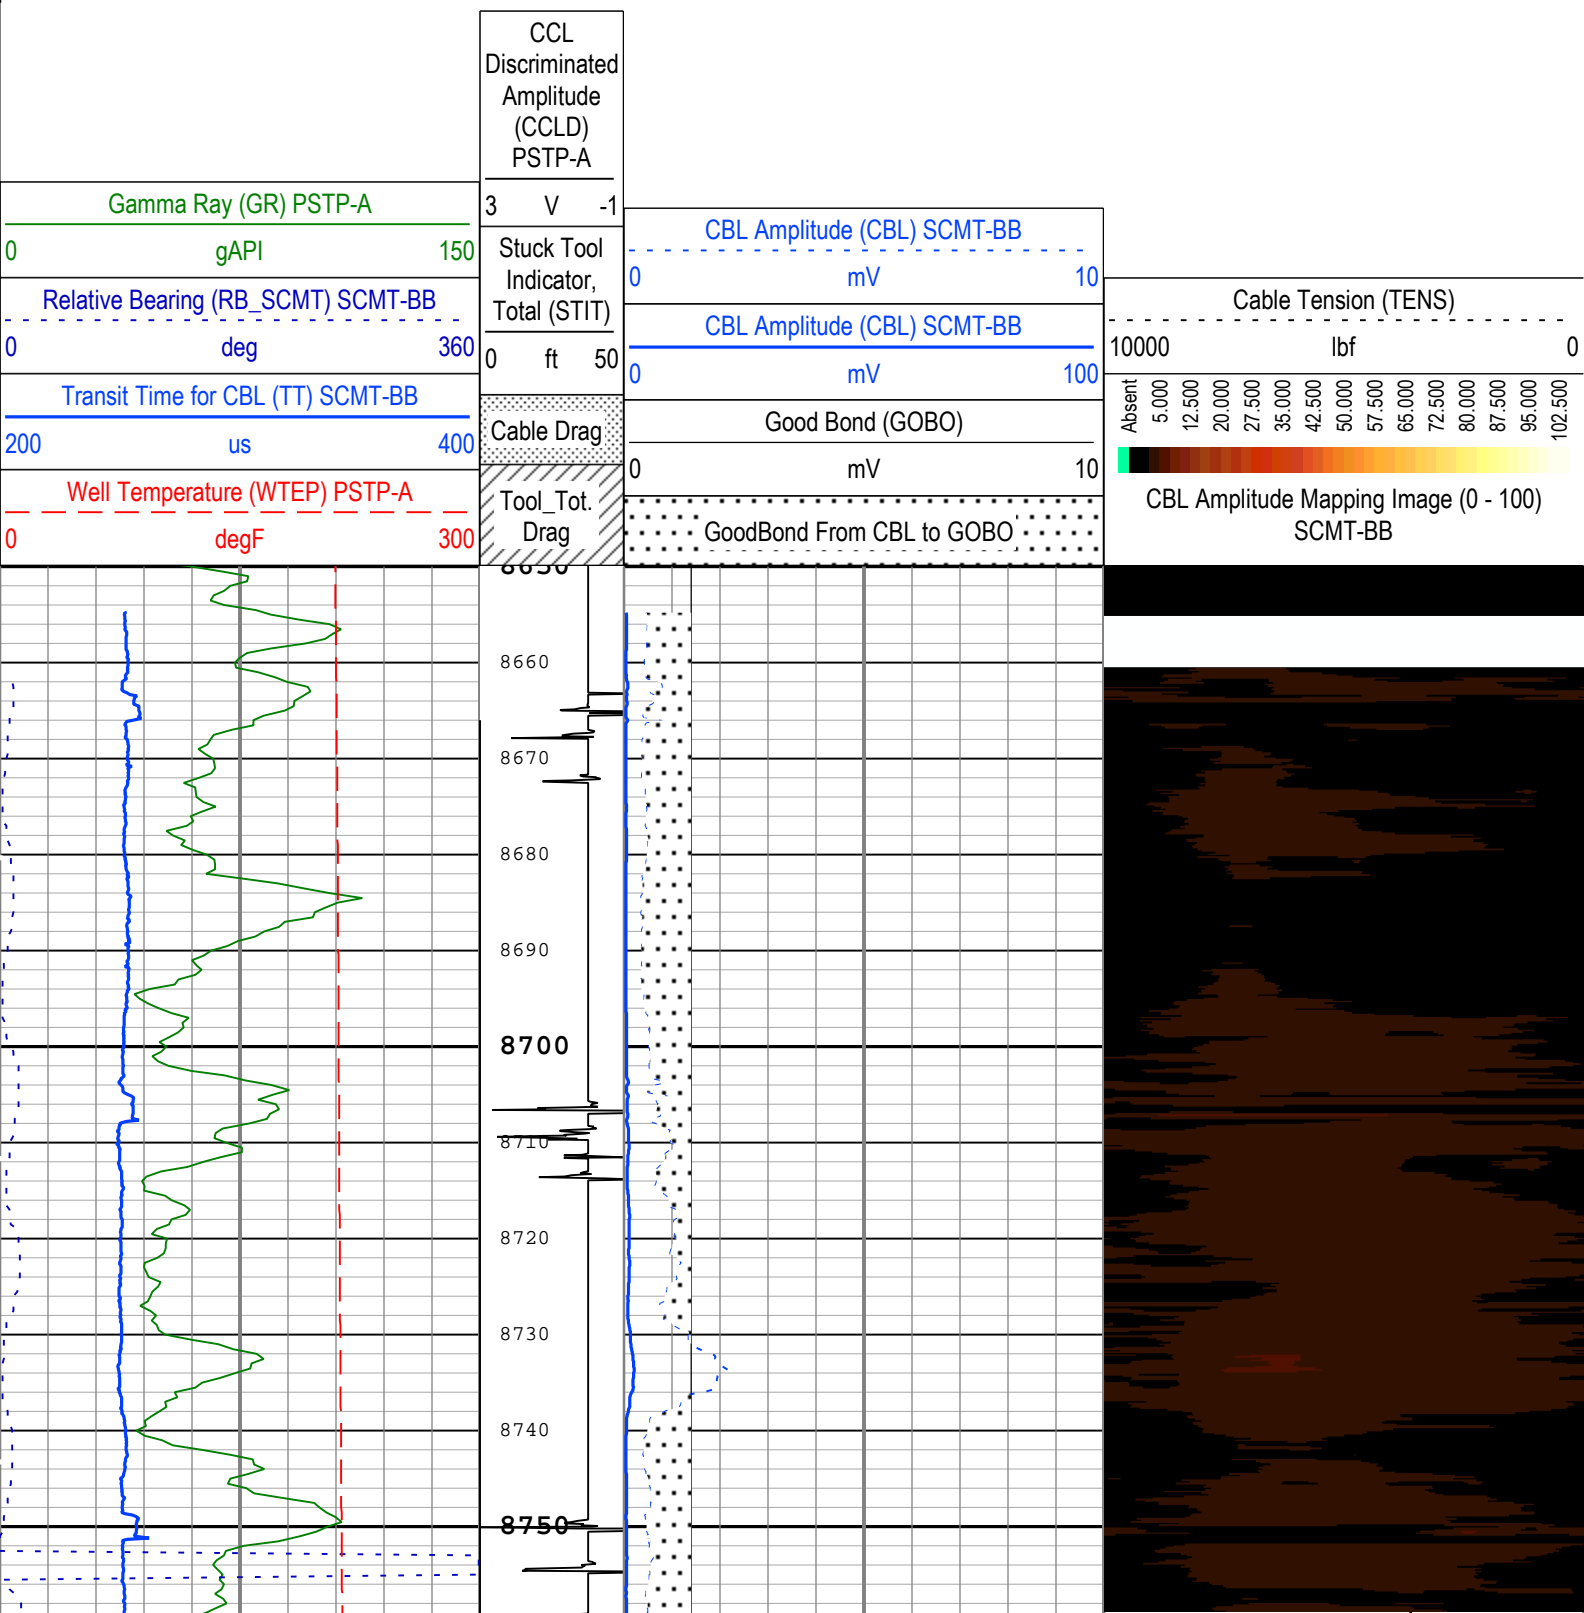 CCL
Discriminated
Amplitude
(CCLD)
PSTP-A
3 V -1
Stuck Tool
Indicator,
Total (STIT)
0 ft 50
Cable Drag
Tool_Tot.
Drag
Gamma Ray (GR) PSTP-A
0 gAPI 150
Relative Bearing (RB_SCMT) SCMT-BB
0 deg 360
Transit Time for CBL (TT) SCMT-BB
200 us 400
Well Temperature (WTEP) PSTP-A
0 degF 300
CBL Amplitude (CBL) SCMT-BB
0 mV 10
CBL Amplitude (CBL) SCMT-BB
0 mV 100
Good Bond (GOBO)
0 mV 10
GoodBond From CBL to GOBO
Cable Tension (TENS)
10000 lbf 0
Absent 5.000 12.500 20.000 27.500 35.000 42.500 50.000 57.500 65.000 72.500 80.000 87.500 95.000 102.500
CBL Amplitude Mapping Image (0 - 100)
SCMT-BB
8650
8660
8670
8680
8690
8700
8710
8720
8730
8740
8750